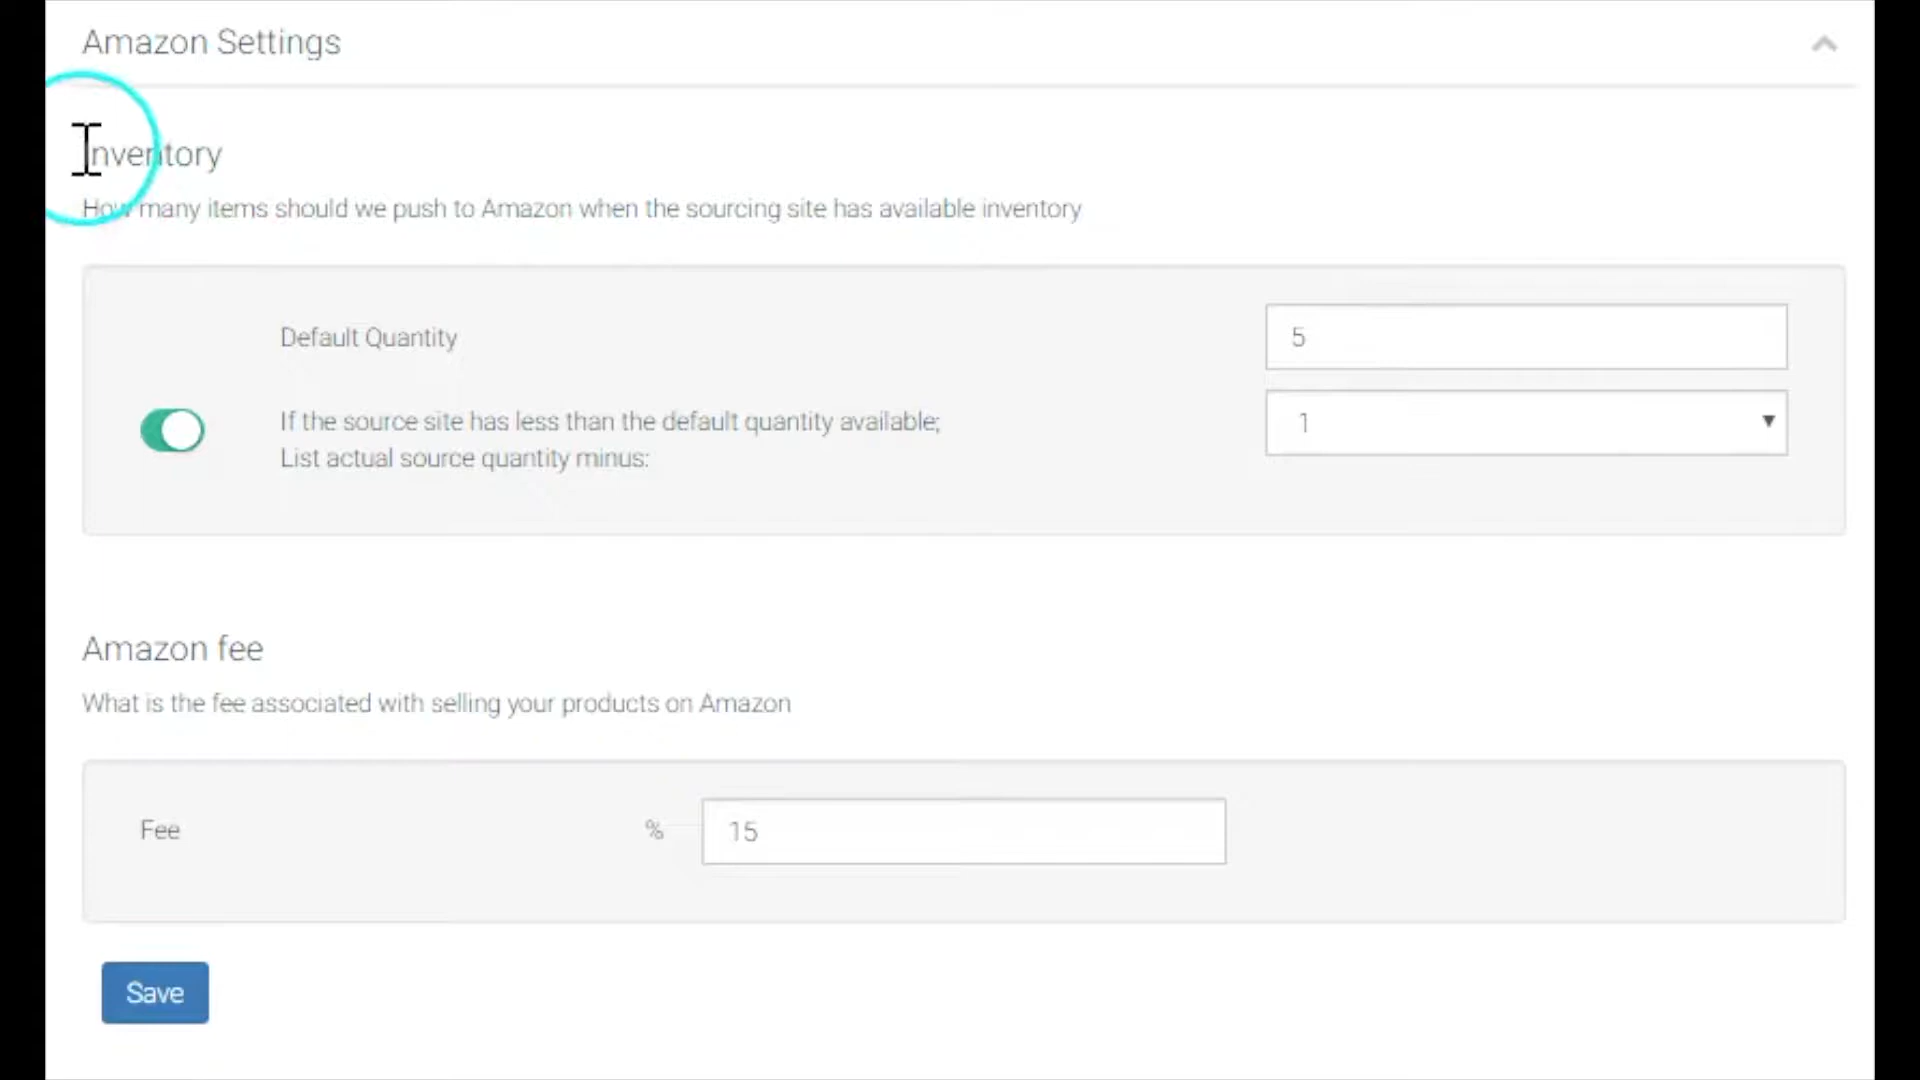 Amazon Settings
Inventory
How many items should we push to Amazon when the sourcing site has available inventory
Default Quantity
5
If the source site has less than the default quantity available;
List actual source quantity minus:
1
Amazon fee
What is the fee associated with selling your products on Amazon
Fee
%
15
Save